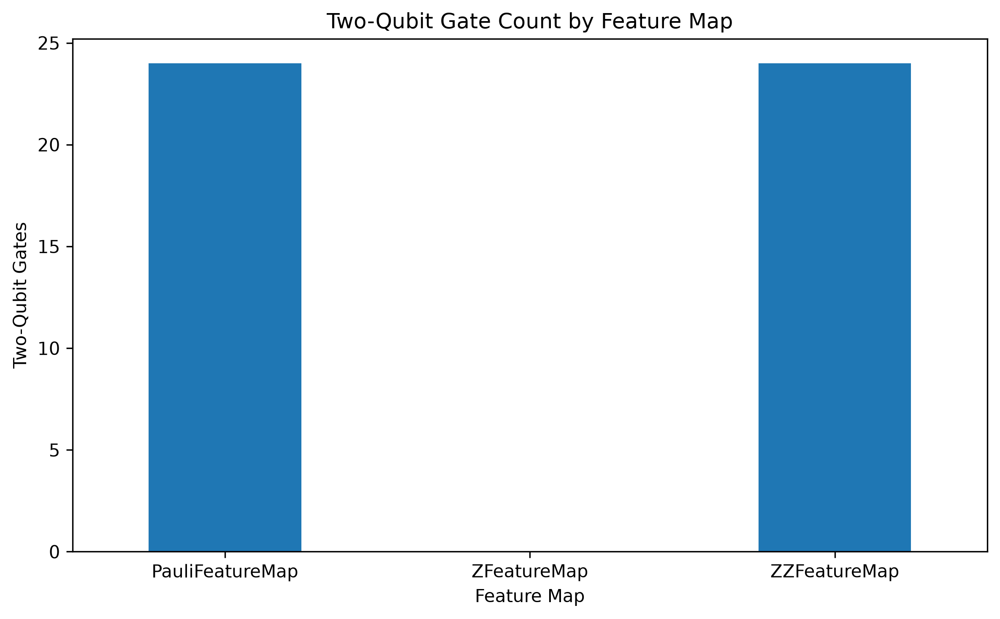 Two-Qubit Gate Count by Feature Map
25
20
15
10
5
0
Two-Qubit Gates
PauliFeatureMap
ZFeatureMap
ZZFeatureMap
Feature Map